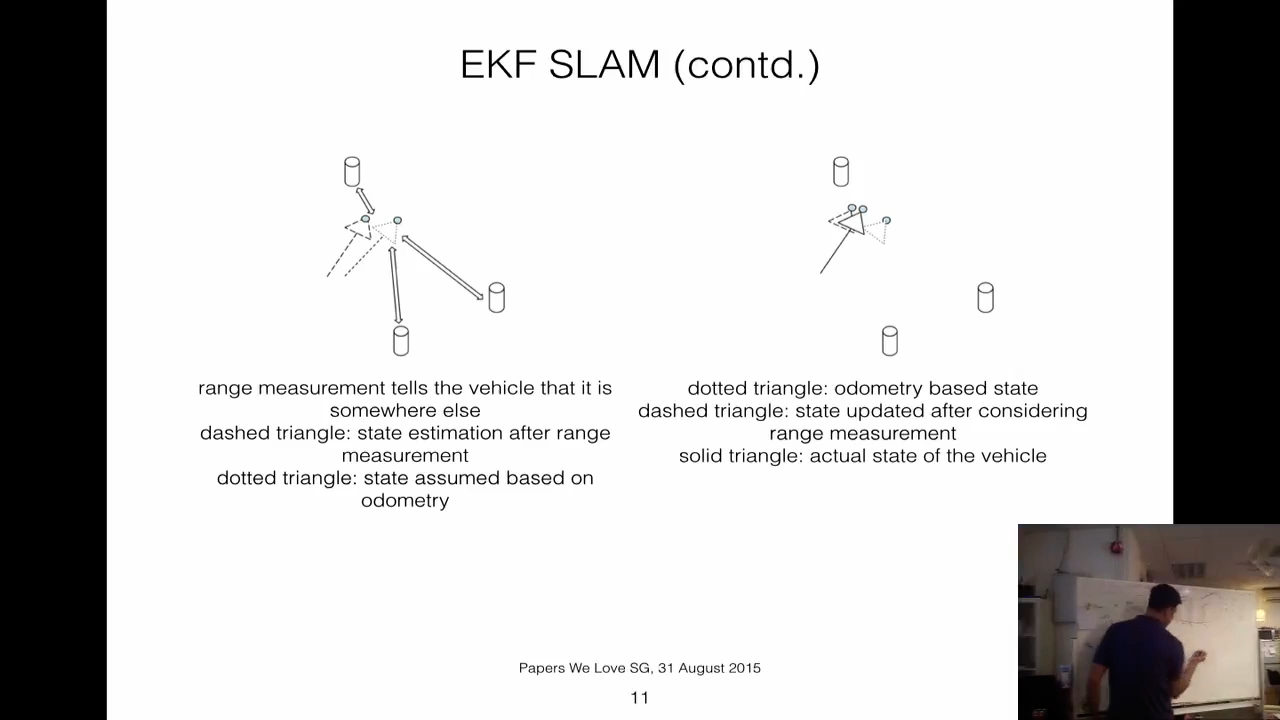 EKF SLAM (contd.)
range measurement tells the vehicle that it is
somewhere else
dashed triangle: state estimation after range
measurement
dotted triangle: state assumed based on
odometry
dotted triangle: odometry based state
dashed triangle: state updated after considering
range measurement
solid triangle: actual state of the vehicle
Papers We Love SG, 31 August 2015
11